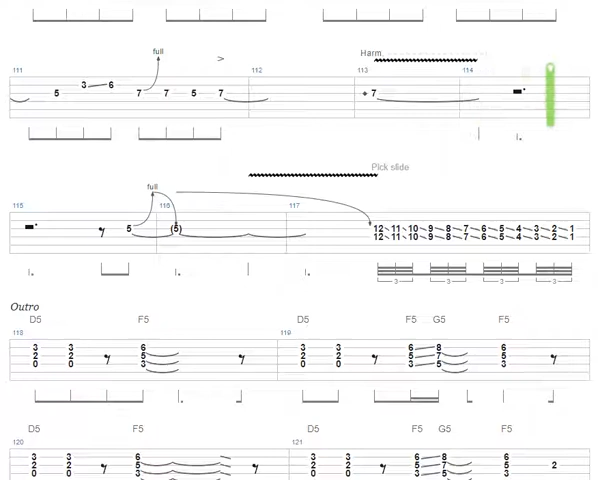 full
>
Harm.
111 112 113 114
3 6
5 7 7 5 7 7
Pick slide
full
115 116 117
5 (5) 12 11 10 9 8 7 6 5 4 3 2 1
12 11 10 9 8 7 6 5 4 3 2 1
3 3 3 3
Outro
D5 F5 F5 G5 F5
118 119
3 3 6 3 3 6 8 6
2 2 5 2 2 5 7 5
0 0 3 0 0 3 5 3
D5 F5 D5 F5 G5 F5
120 121
3 3 6 3 3 6 8 6
2 2 5 2 2 5 7 5 2
0 0 3 0 0 3 5 3